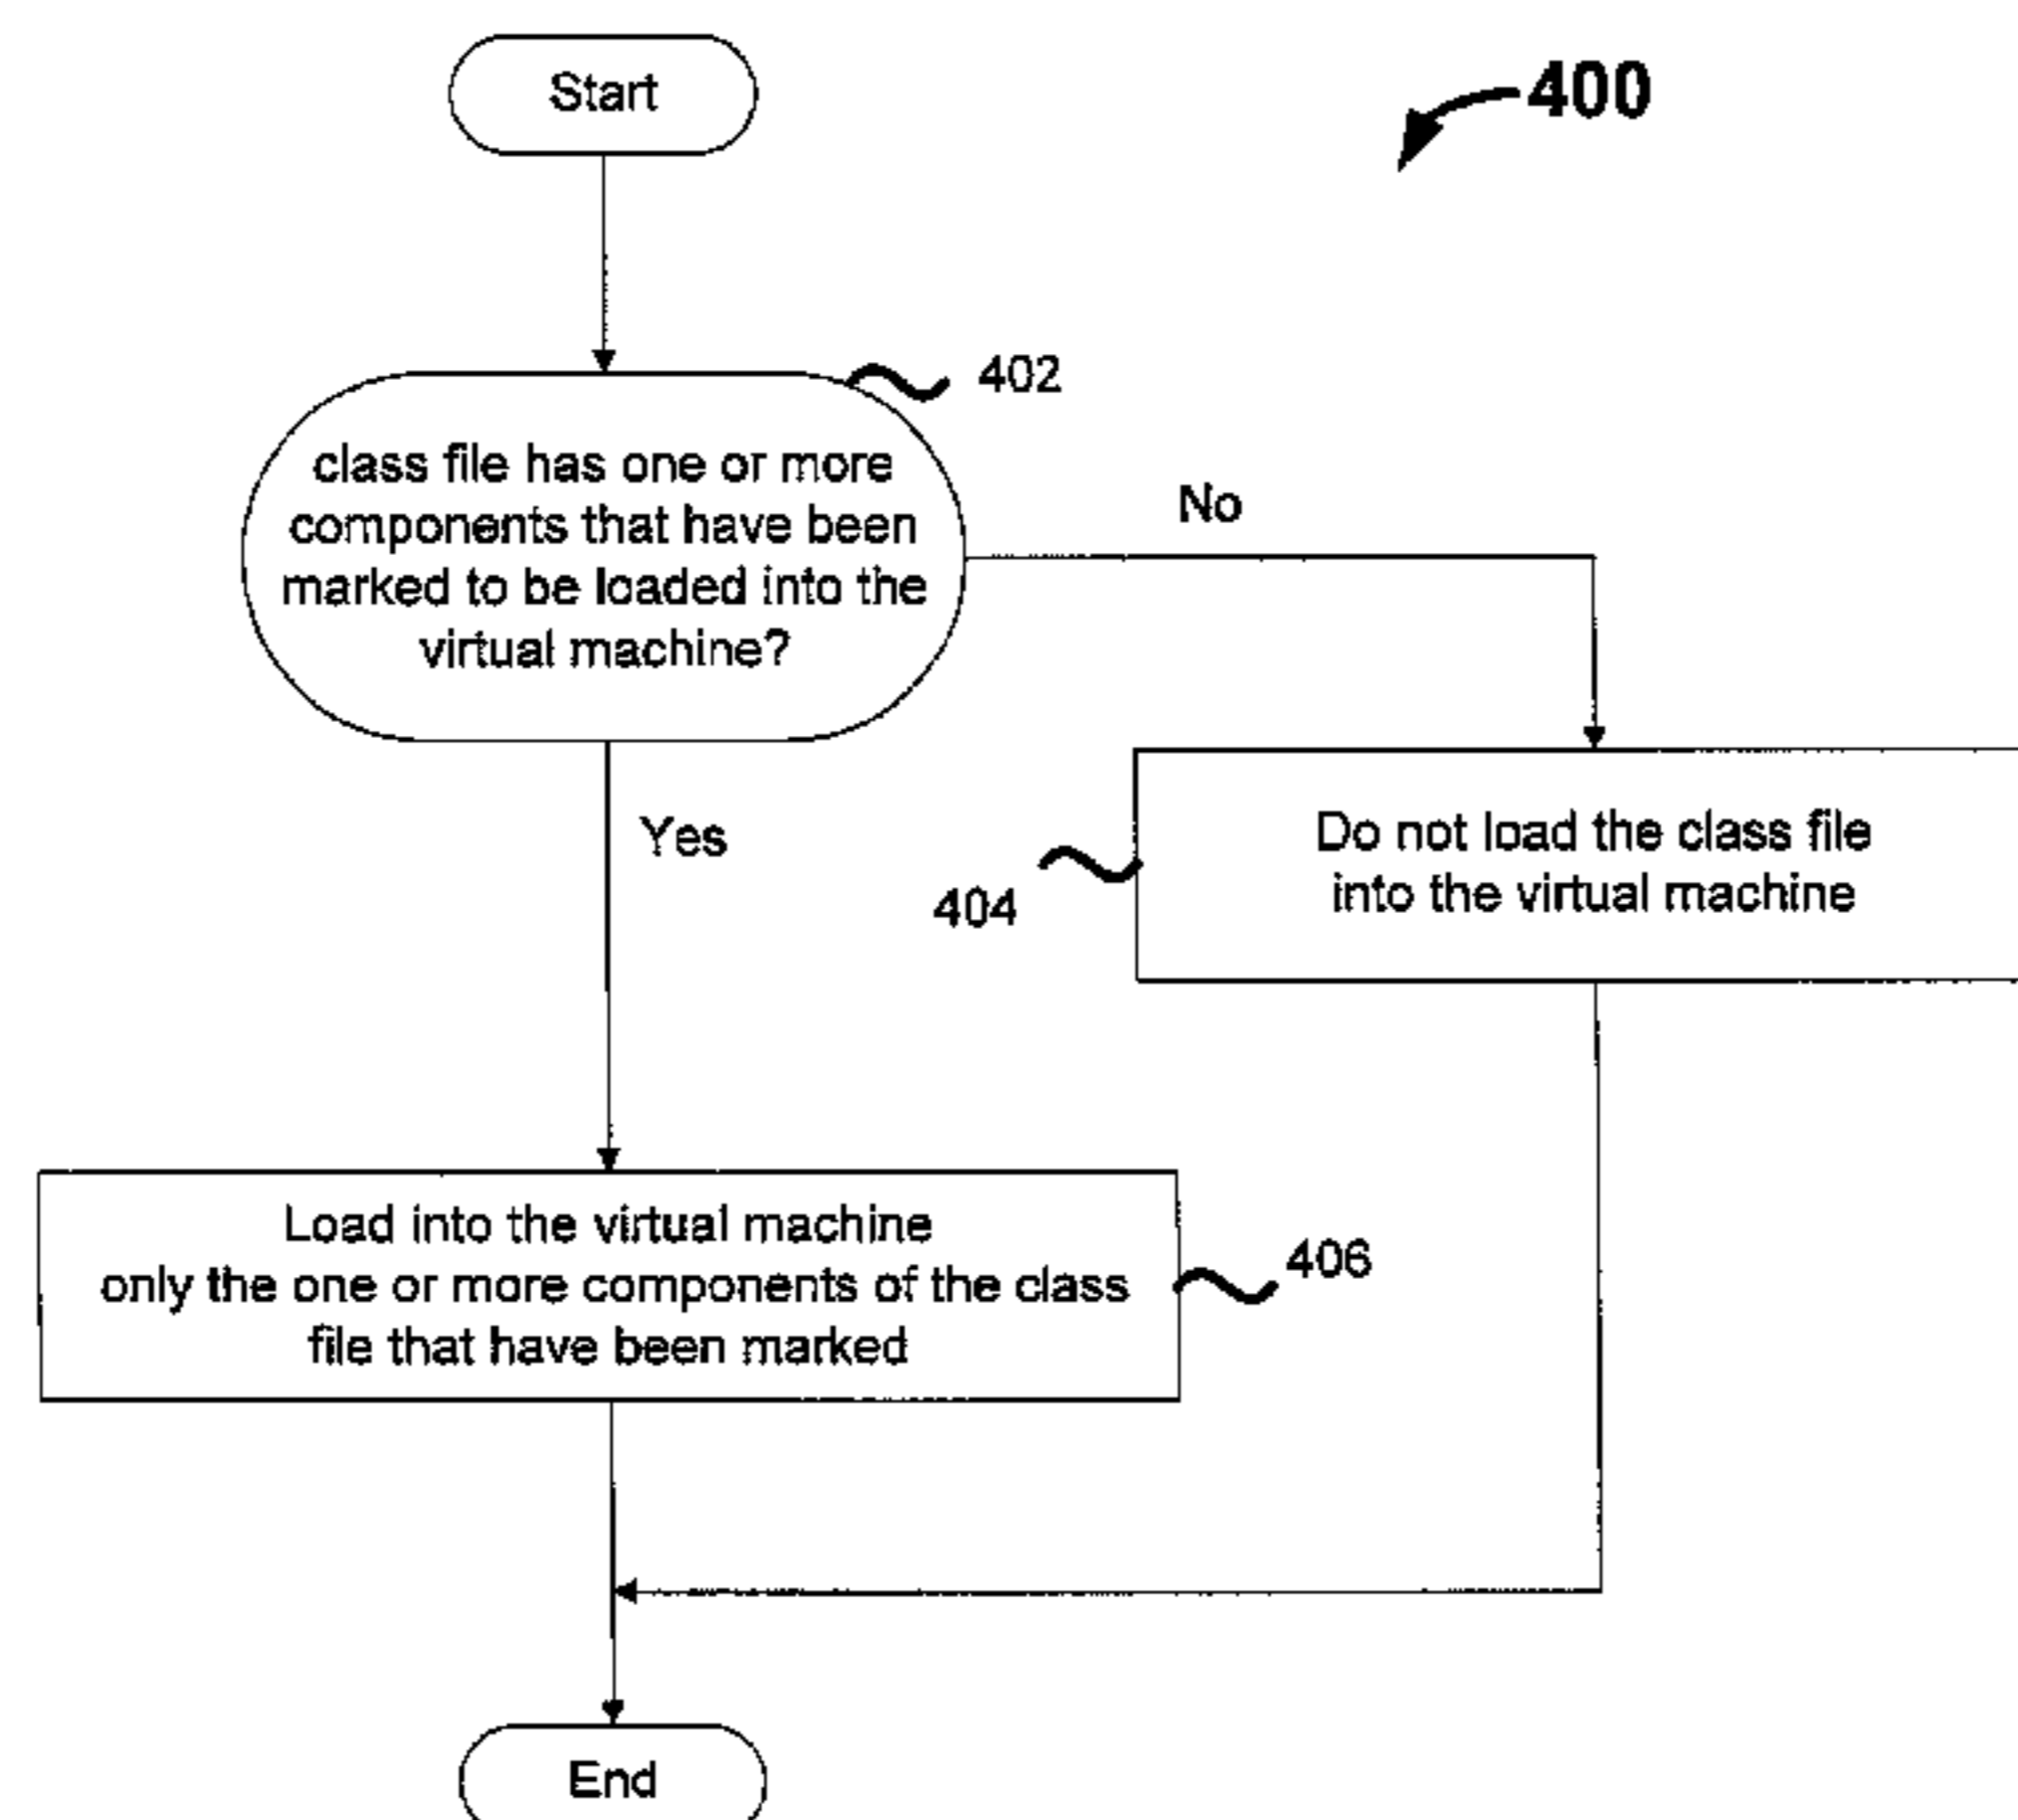 Start
400
402
class file has one or more
components that have been
marked to be loaded into the
virtual machine?
No
Yes
Do not load the class file
into the virtual machine
404
Load into the virtual machine
only the one or more components of the class
file that have been marked
406
End